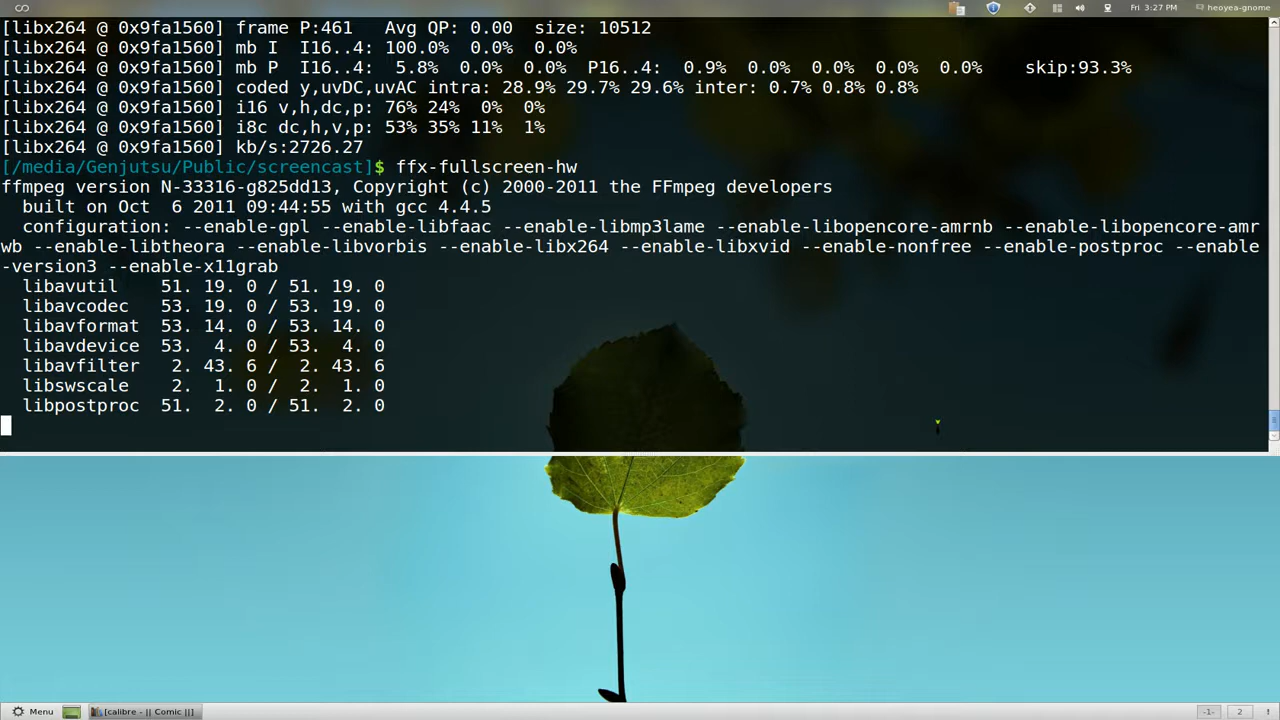 Fri 3:27 PM heoyea-gnome
[libx264 @ 0x9fa1560] frame P:461   Avg QP: 0.00  size: 10512
[libx264 @ 0x9fa1560] mb I  I16..4: 100.0%  0.0%  0.0%
[libx264 @ 0x9fa1560] mb P  I16..4:  5.8%  0.0%  0.0%  P16..4:  0.9%  0.0%  0.0%  0.0%  0.0%    skip:93.3%
[libx264 @ 0x9fa1560] coded y,uvDC,uvAC intra: 28.9% 29.7% 29.6% inter: 0.7% 0.8% 0.8%
[libx264 @ 0x9fa1560] i16 v,h,dc,p: 76% 24%  0%  0%
[libx264 @ 0x9fa1560] i8c dc,h,v,p: 53% 35% 11%  1%
[libx264 @ 0x9fa1560] kb/s:2726.27
[/media/Genjutsu/Public/screencast]$ ffx-fullscreen-hw
ffmpeg version N-33316-g825dd13, Copyright (c) 2000-2011 the FFmpeg developers
  built on Oct  6 2011 09:44:55 with gcc 4.4.5
  configuration: --enable-gpl --enable-libfaac --enable-libmp3lame --enable-libopencore-amrnb --enable-libopencore-amr
wb --enable-libtheora --enable-libvorbis --enable-libx264 --enable-libxvid --enable-nonfree --enable-postproc --enable
-version3 --enable-x11grab
  libavutil    51. 19. 0 / 51. 19. 0
  libavcodec   53. 19. 0 / 53. 19. 0
  libavformat  53. 14. 0 / 53. 14. 0
  libavdevice  53.  4. 0 / 53.  4. 0
  libavfilter   2. 43. 6 /  2. 43. 6
  libswscale    2.  1. 0 /  2.  1. 0
  libpostproc  51.  2. 0 / 51.  2. 0
Menu [calibre - || Comic ||] -1- 2